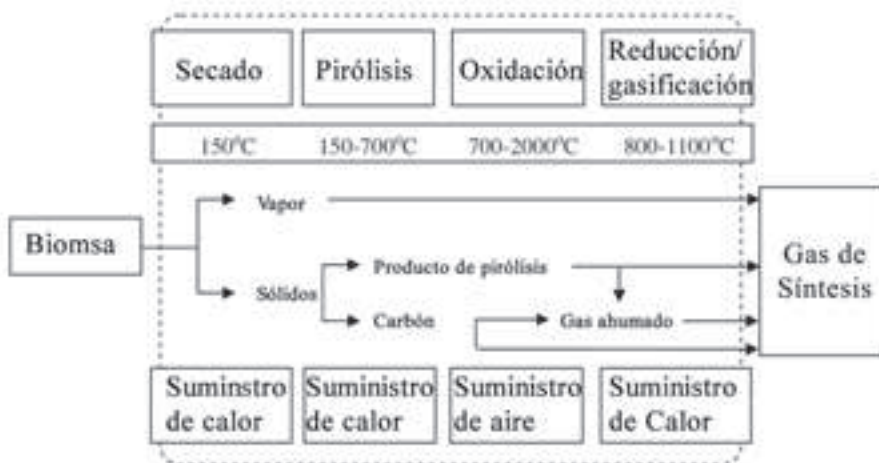 Secado
Pirólisis
Oxidación
Reducción/
gasificación
150°C
150-700°C
700-2000°C
800-1100°C
Vapor
Biomsa
Gas de
Síntesis
Producto de pirólisis
Sólidos
Carbón
Gas ahumado
Suminstro
de calor
Suministro
de calor
Suministro
de aire
Suministro
de Calor